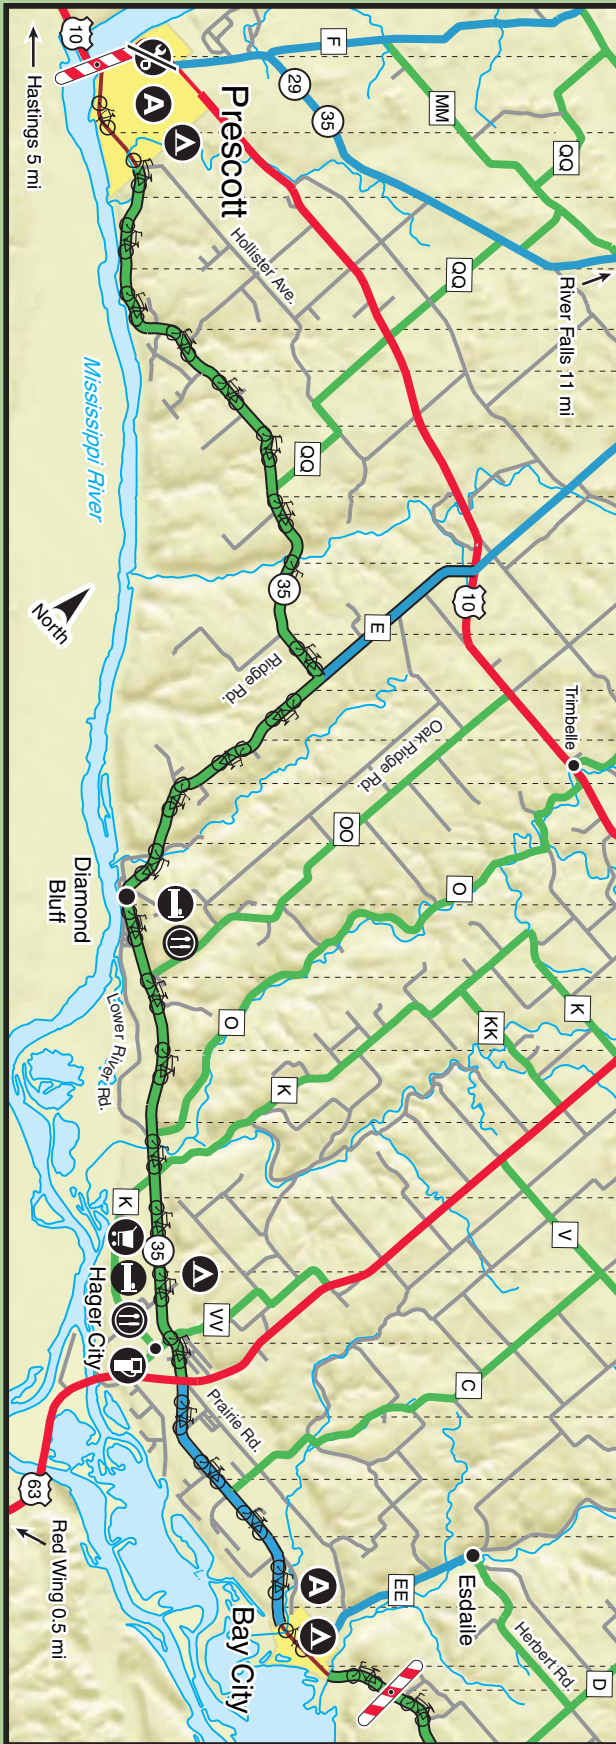 10
Hastings 5 mi
F
29
35
MM
QQ
A
Prescott
Hollister Ave.
QQ
River Falls 11 mi
Mississippi River
QQ
North
35
E
10
Ridge Rd.
Trimbelle
Oak Ridge Rd.
OO
O
Diamond
Bluff
Lower River Rd.
O
K
KK
K
K
V
35
Hager City
VV
C
Prairie Rd.
63
Red Wing 0.5 mi
A
Bay City
EE
Esdaile
Herbert Rd.
D